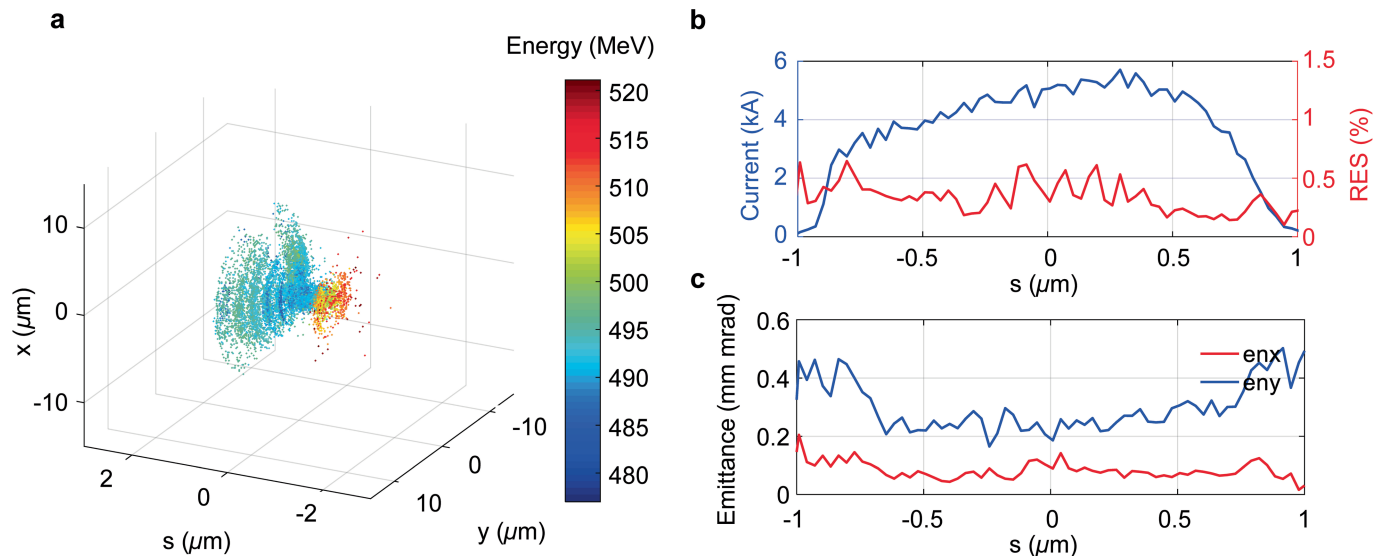 a
Energy (MeV)
520
515
510
505
500
495
490
485
480
x (µm)
10
0
-10
2
0
-2
s (µm)
-10
0
10
y (µm)
b
Current (kA)
6
4
2
0
1.5
1
0.5
0
RES (%)
-1 -0.5 0 0.5 1
s (µm)
c
Emittance (mm mrad)
0.6
0.4
0.2
0
enx
eny
-1 -0.5 0 0.5 1
s (µm)